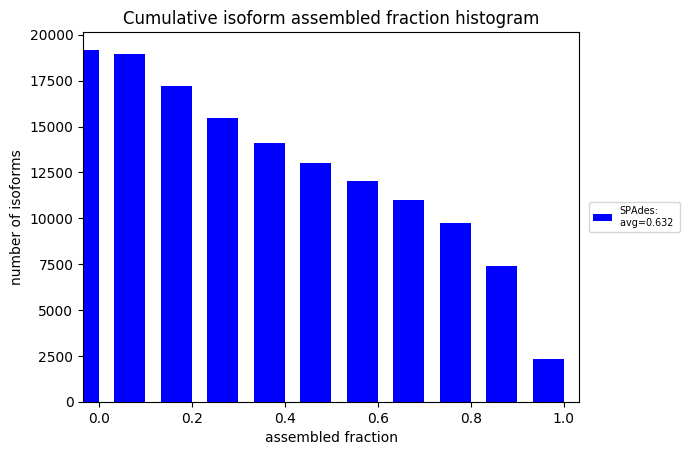 Cumulative isoform assembled fraction histogram
20000
17500
15000
12500
10000
7500
5000
2500
0
number of isoforms
0.0 0.2 0.4 0.6 0.8 1.0
assembled fraction
SPAdes:
avg=0.632